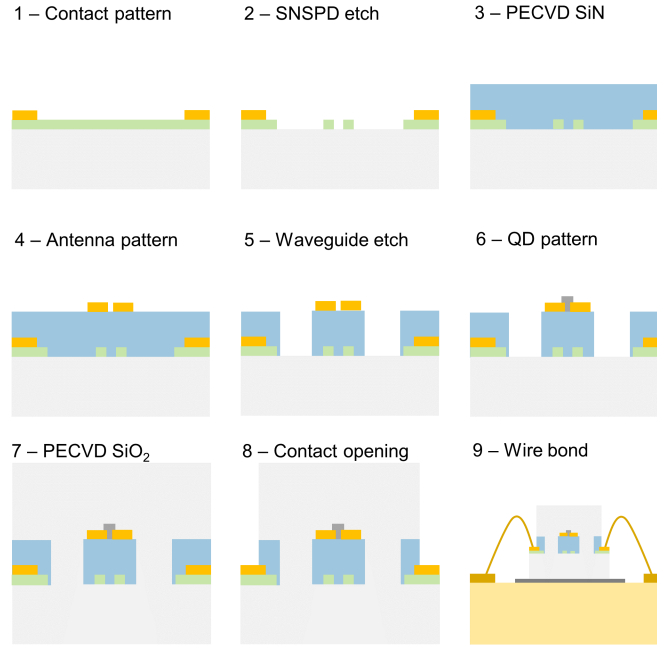 1 – Contact pattern
2 – SNSPD etch
3 – PECVD SiN
4 – Antenna pattern
5 – Waveguide etch
6 – QD pattern
7 – PECVD SiO₂
8 – Contact opening
9 – Wire bond